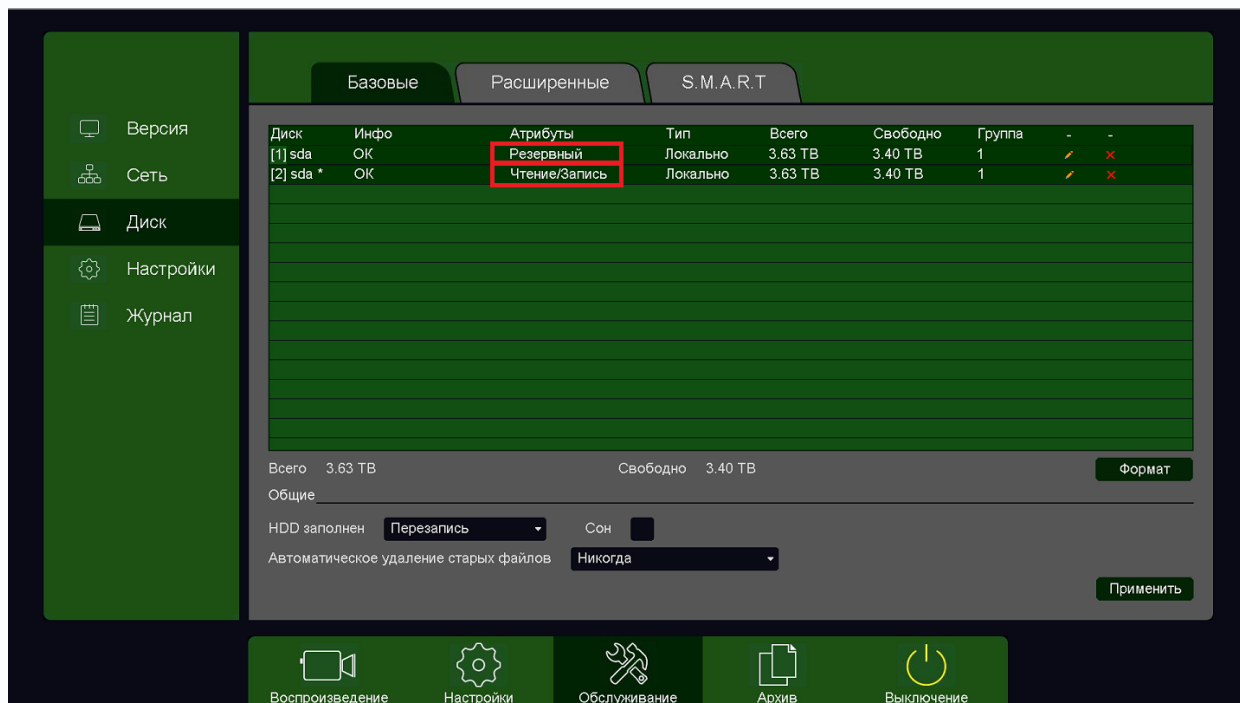 Базовые Расширенные S.M.A.R.T
Версия
Сеть
Диск
Настройки
Журнал
Диск Инфо Атрибуты Тип Всего Свободно Группа - -
[1] sda ОК Резервный Локально 3.63 TB 3.40 TB 1
[2] sda * ОК Чтение/Запись Локально 3.63 TB 3.40 TB 1
Всего 3.63 TB Свободно 3.40 TB Формат
Общие
HDD заполнен Перезапись Сон
Автоматическое удаление старых файлов Никогда
Применить
Воспроизведение Настройки Обслуживание Архив Выключение